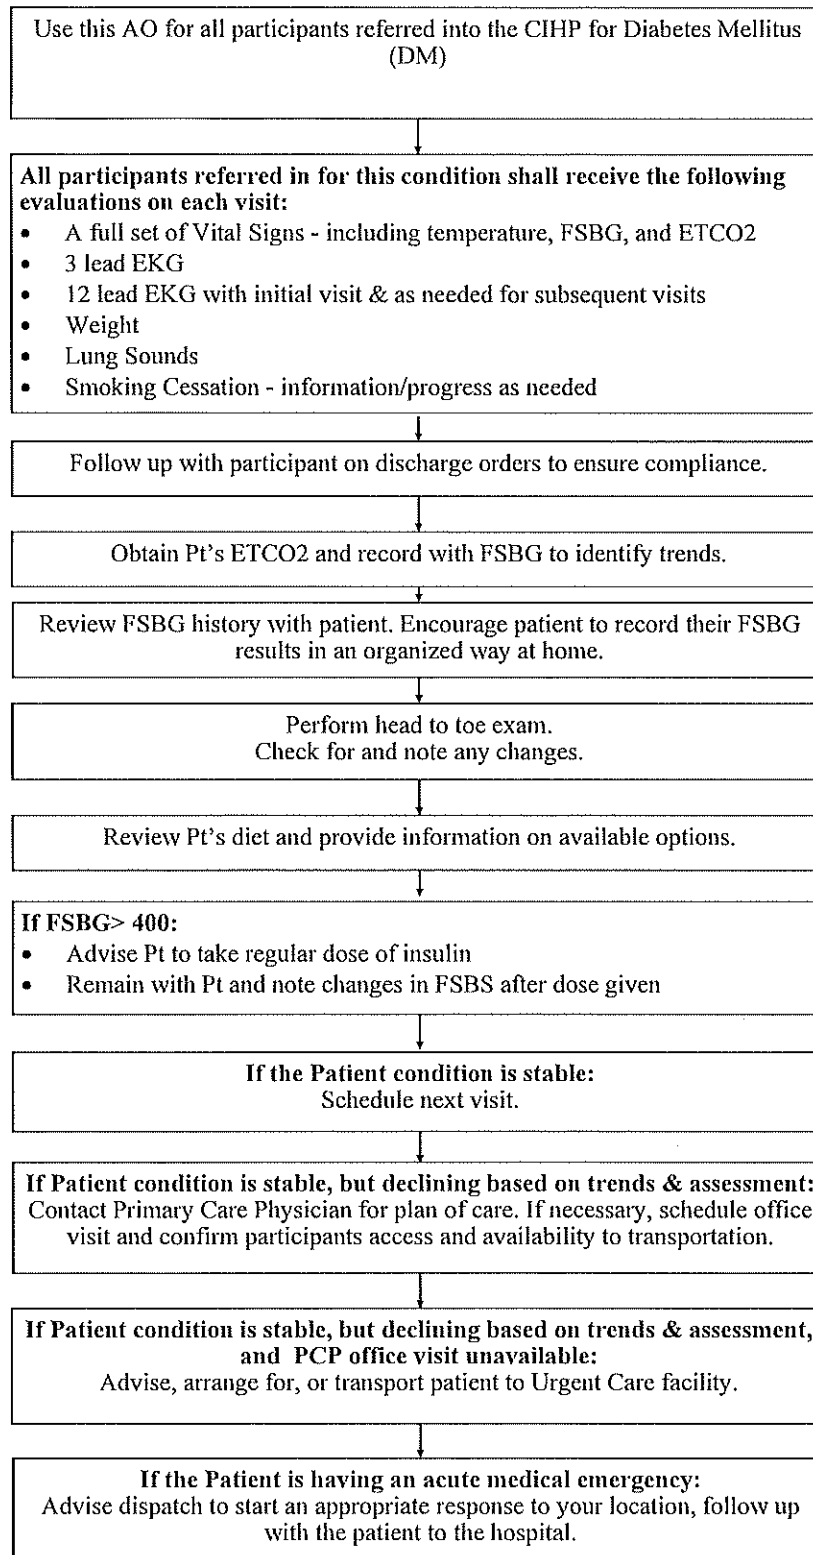 Use this AO for all participants referred into the CIHP for Diabetes Mellitus
(DM)
All participants referred in for this condition shall receive the following
evaluations on each visit:
• A full set of Vital Signs - including temperature, FSBG, and ETCO2
• 3 lead EKG
• 12 lead EKG with initial visit & as needed for subsequent visits
• Weight
• Lung Sounds
• Smoking Cessation - information/progress as needed
Follow up with participant on discharge orders to ensure compliance.
Obtain Pt's ETCO2 and record with FSBG to identify trends.
Review FSBG history with patient. Encourage patient to record their FSBG
results in an organized way at home.
Perform head to toe exam.
Check for and note any changes.
Review Pt's diet and provide information on available options.
If FSBG> 400:
• Advise Pt to take regular dose of insulin
• Remain with Pt and note changes in FSBS after dose given
If the Patient condition is stable:
Schedule next visit.
If Patient condition is stable, but declining based on trends & assessment:
Contact Primary Care Physician for plan of care. If necessary, schedule office
visit and confirm participants access and availability to transportation.
If Patient condition is stable, but declining based on trends & assessment,
and PCP office visit unavailable:
Advise, arrange for, or transport patient to Urgent Care facility.
If the Patient is having an acute medical emergency:
Advise dispatch to start an appropriate response to your location, follow up
with the patient to the hospital.